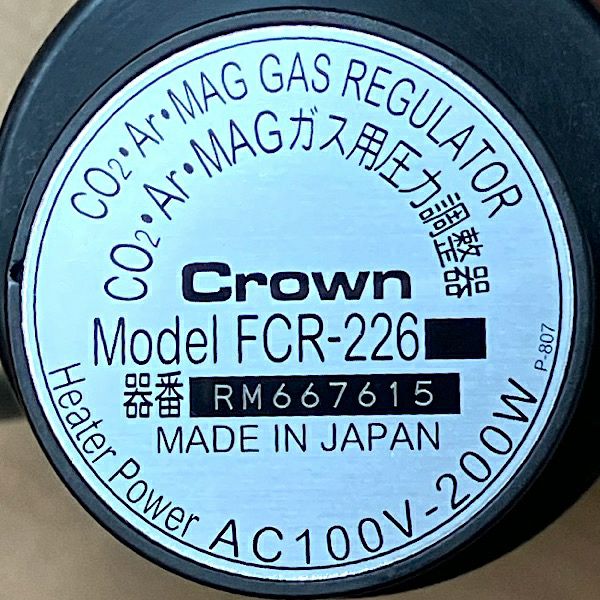 CO₂・Ar・MAG GAS REGULATOR
CO₂・Ar・MAGガス用圧力調整器
Crown
Model FCR-226
器番 RM667615
MADE IN JAPAN
Heater Power AC100V-200W
P-807